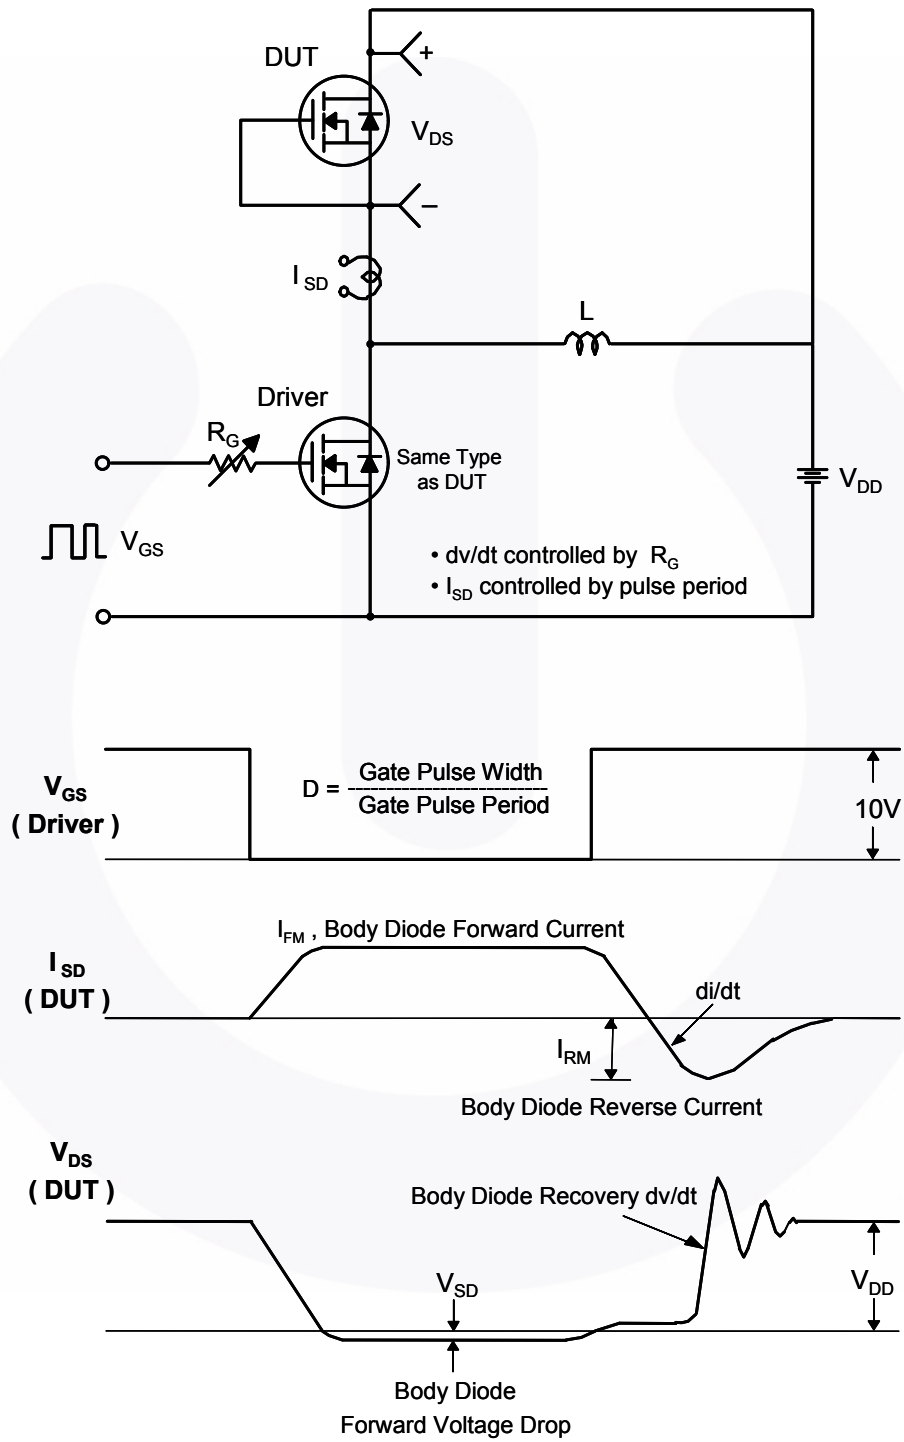 DUT
+
V_DS
–
I_SD
L
Driver
R_G
Same Type
as DUT
V_DD
V_GS
• dv/dt controlled by R_G
• I_SD controlled by pulse period
V_GS
( Driver )
D = Gate Pulse Width
Gate Pulse Period
10V
I_FM , Body Diode Forward Current
I_SD
( DUT )
di/dt
I_RM
Body Diode Reverse Current
V_DS
( DUT )
Body Diode Recovery dv/dt
V_SD
V_DD
Body Diode
Forward Voltage Drop